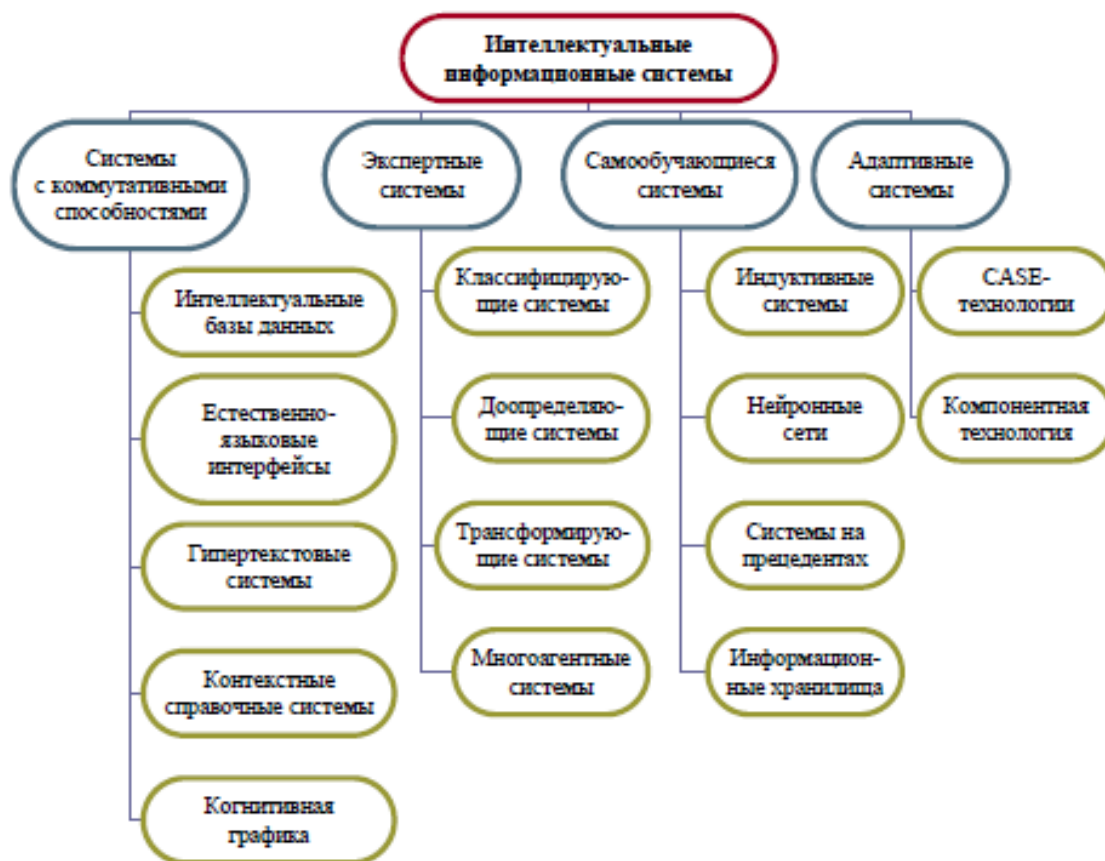 Интеллектуальные
информационные системы
Системы
с коммутативными
способностями
Экспертные
системы
Самообучающиеся
системы
Адаптивные
системы
Интеллектуальные
базы данных
Естественно-
языковые
интерфейсы
Гипертекстовые
системы
Контекстные
справочные системы
Когнитивная
графика
Классифицирую-
щие системы
Доопределяю-
щие системы
Трансформирую-
щие системы
Многоагентные
системы
Индуктивные
системы
Нейронные
сети
Системы на
прецедентах
Информацион-
ные хранилища
CASE-
технологии
Компонентная
технология